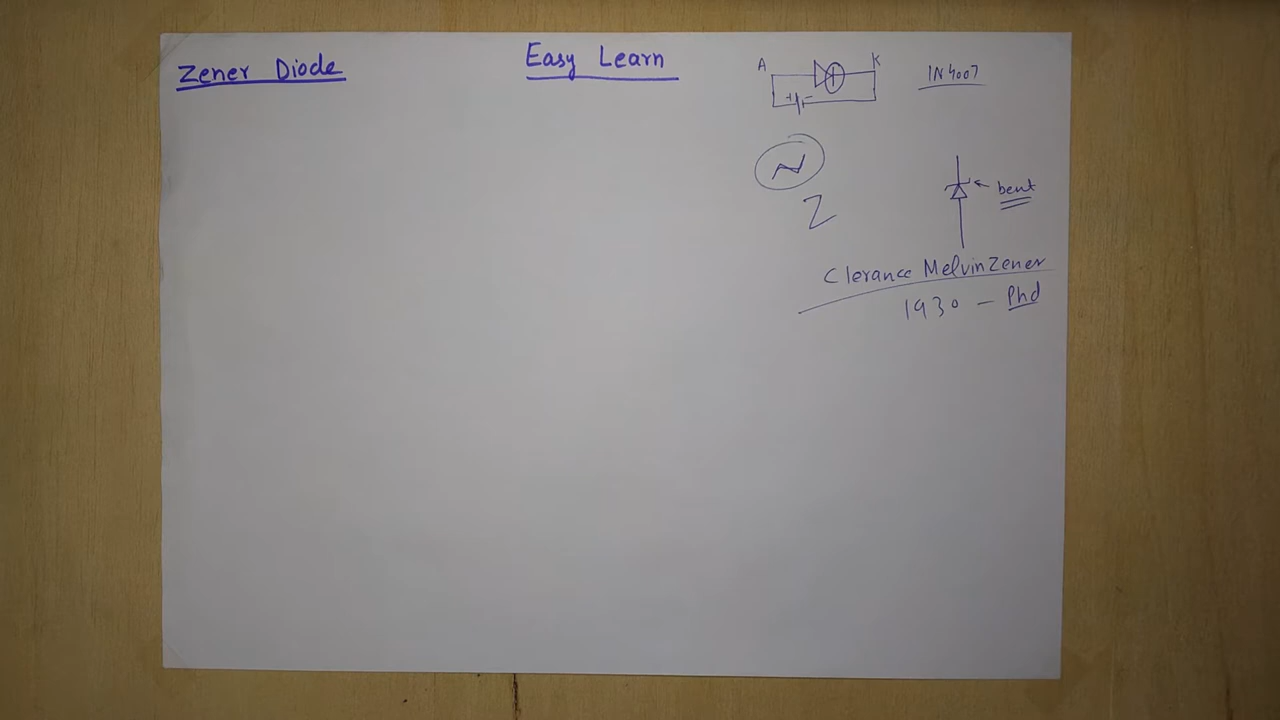 Zener Diode
Easy Learn
A
K
1N4007
+ -
Z
bent
Clerance Melvin Zener
1930 - Phd